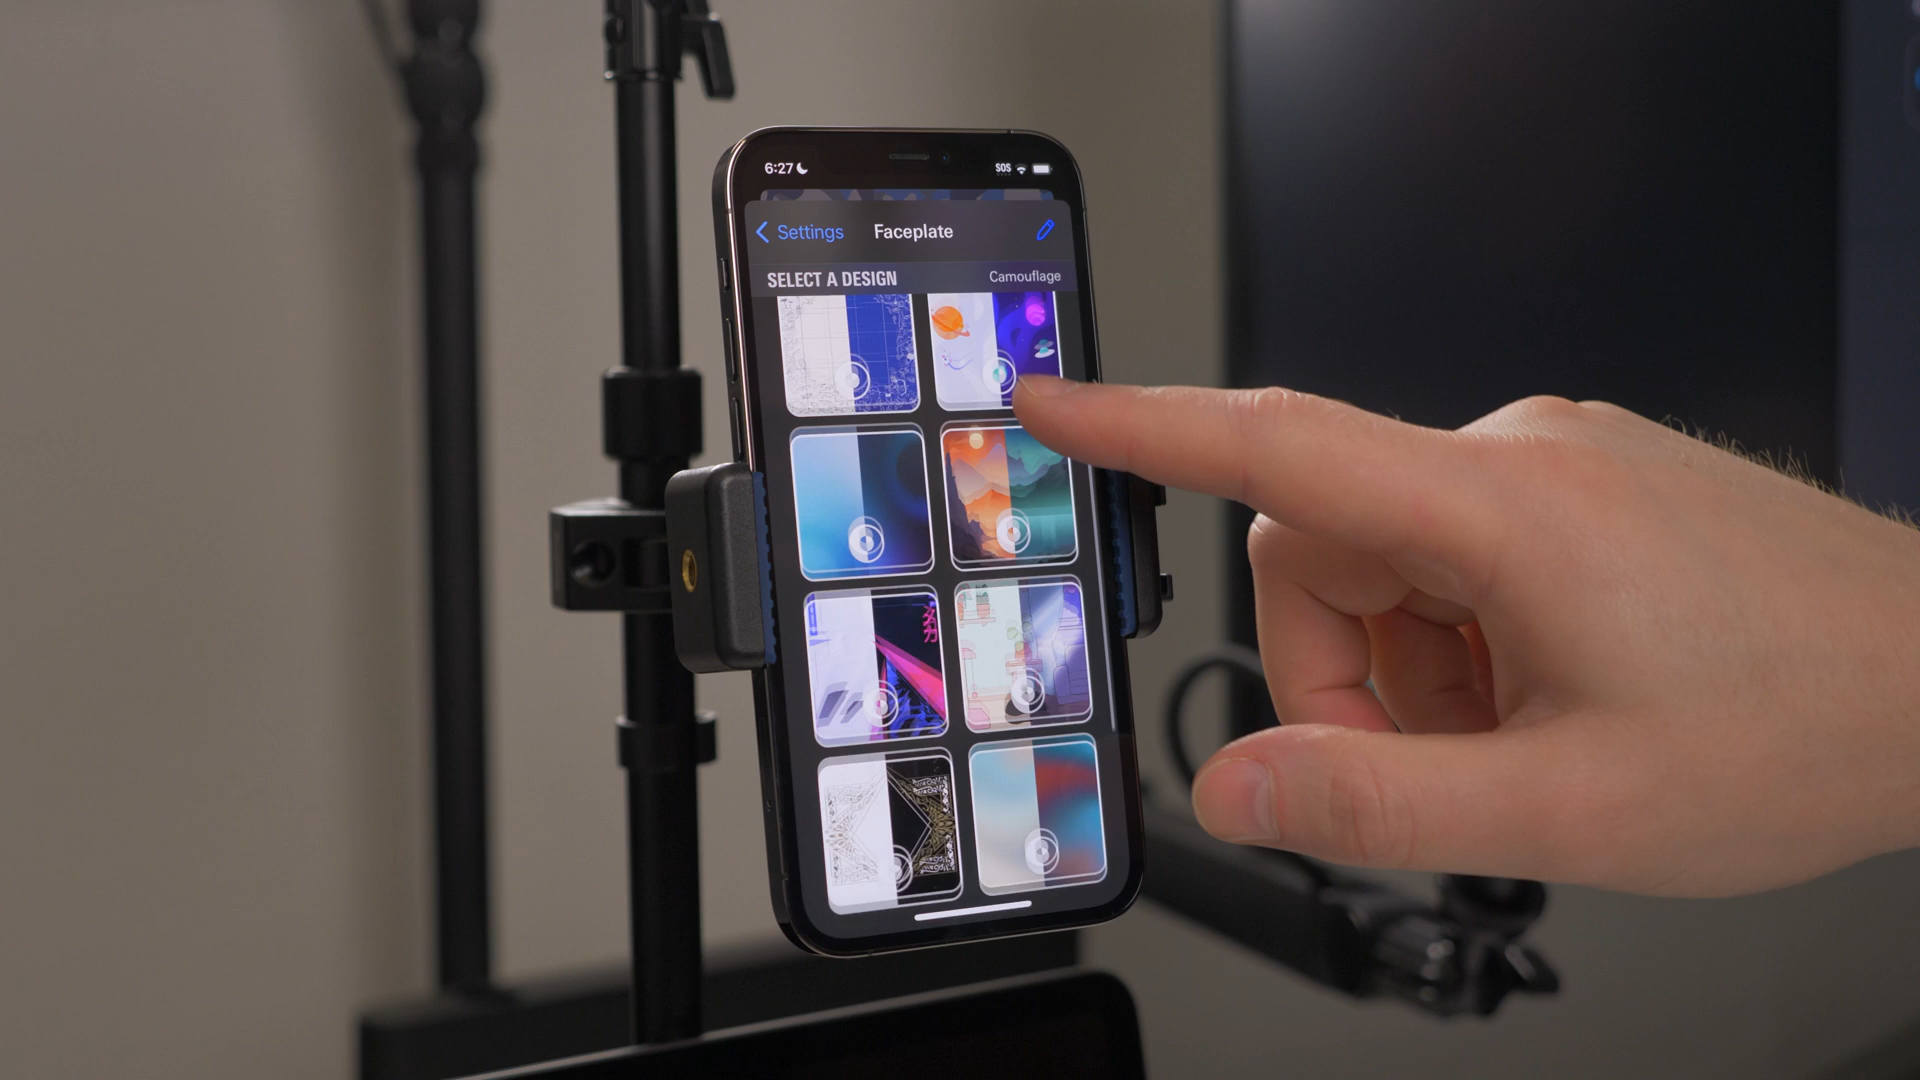 6:27
SOS
Settings
Faceplate
SELECT A DESIGN
Camouflage